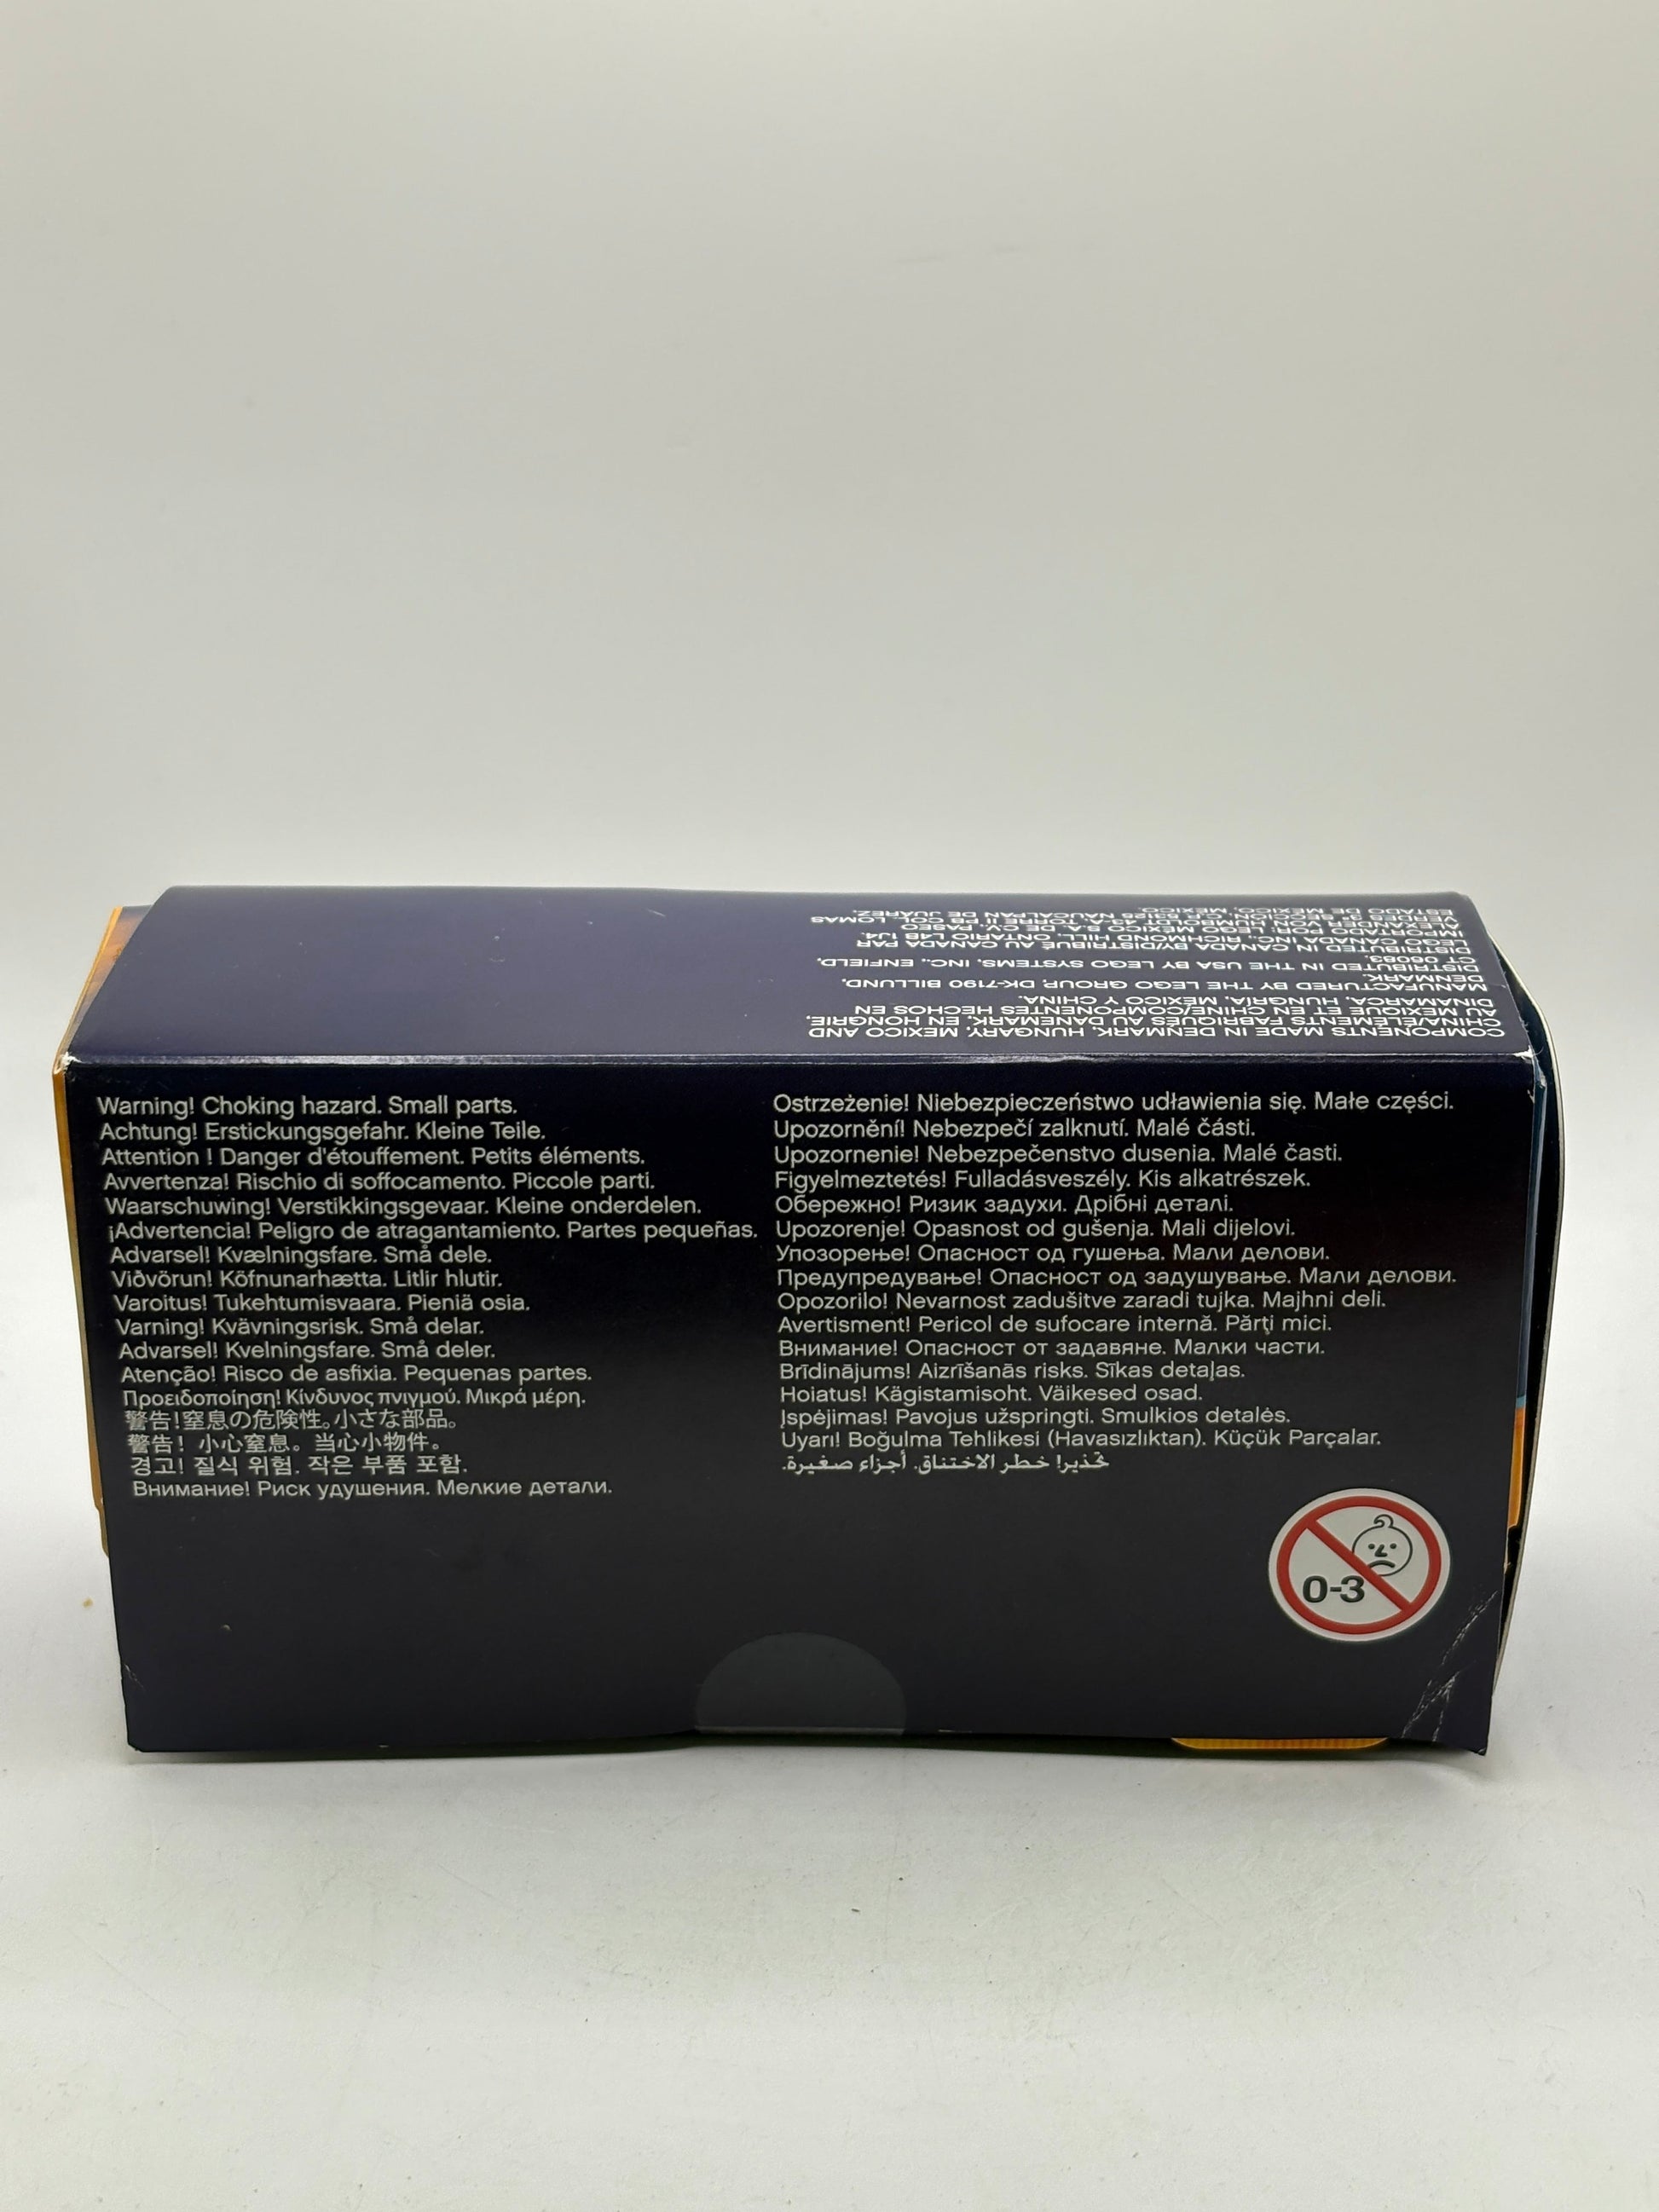 COMPONENTS MADE IN DENMARK, HUNGARY, MEXICO AND
CHINA/ÉLÉMENTS FABRIQUÉS AU DANEMARK, EN HONGRIE,
AU MEXIQUE ET EN CHINE/COMPONENTES HECHOS EN
DINAMARCA, HUNGRÍA, MÉXICO Y CHINA.
MANUFACTURED BY THE LEGO GROUP, DK-7190 BILLUND,
DENMARK.
DISTRIBUTED IN THE USA BY LEGO SYSTEMS, INC., ENFIELD,
CT 06083.
DISTRIBUTED IN CANADA BY/DISTRIBUÉ AU CANADA PAR
LEGO CANADA INC., RICHMOND HILL, ONTARIO L4B 1J4.
IMPORTADO POR: LEGO MÉXICO S.A. DE C.V. PASEO
ALEXANDER VON HUMBOLDT 43-A, TORRE II PB COL. LOMAS
VERDES 3ª SECCIÓN, C.P. 53125 NAUCALPAN DE JUÁREZ,
ESTADO DE MÉXICO, MÉXICO.
Warning! Choking hazard. Small parts.
Achtung! Erstickungsgefahr. Kleine Teile.
Attention ! Danger d'étouffement. Petits éléments.
Avvertenza! Rischio di soffocamento. Piccole parti.
Waarschuwing! Verstikkingsgevaar. Kleine onderdelen.
¡Advertencia! Peligro de atragantamiento. Partes pequeñas.
Advarsel! Kvælningsfare. Små dele.
Viðvörun! Köfnunarhætta. Litlir hlutir.
Varoitus! Tukehtumisvaara. Pieniä osia.
Varning! Kvävningsrisk. Små delar.
Advarsel! Kvelningsfare. Små deler.
Atenção! Risco de asfixia. Pequenas partes.
Προειδοποίηση! Κίνδυνος πνιγμού. Μικρά μέρη.
警告!窒息の危険性。小さな部品。
警告！小心窒息。当心小物件。
경고! 질식 위험. 작은 부품 포함.
Внимание! Риск удушения. Мелкие детали.
Ostrzeżenie! Niebezpieczeństwo udławienia się. Małe części.
Upozornění! Nebezpečí zalknutí. Malé části.
Upozornenie! Nebezpečenstvo dusenia. Malé časti.
Figyelmeztetés! Fulladásveszély. Kis alkatrészek.
Обережно! Ризик задухи. Дрібні деталі.
Upozorenje! Opasnost od gušenja. Mali dijelovi.
Упозорење! Опасност од гушења. Мали делови.
Предупредување! Опасност од задушување. Мали делови.
Opozorilo! Nevarnost zadušitve zaradi tujka. Majhni deli.
Avertisment! Pericol de sufocare internă. Părţi mici.
Внимание! Опасност от задавяне. Малки части.
Brīdinājums! Aizrīšanās risks. Sīkas detaļas.
Hoiatus! Kägistamisoht. Väikesed osad.
Įspėjimas! Pavojus užspringti. Smulkios detalės.
Uyarı! Boğulma Tehlikesi (Havasızlıktan). Küçük Parçalar.
تحذير! خطر الاختناق. أجزاء صغيرة.
0-3